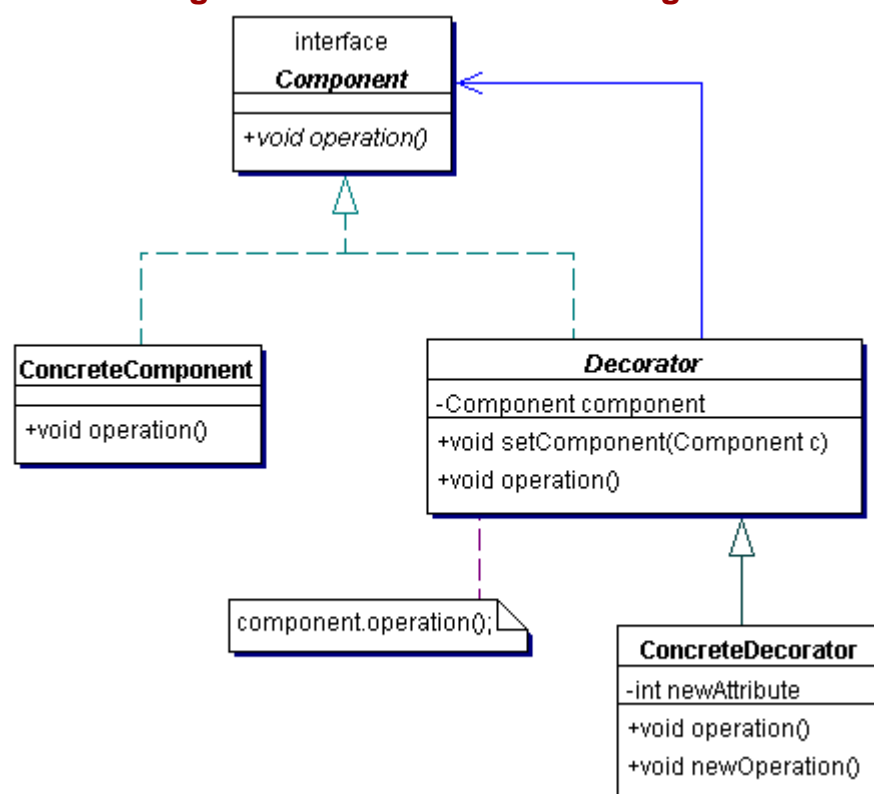 interface
Component
+void operation()
ConcreteComponent
+void operation()
Decorator
-Component component
+void setComponent(Component c)
+void operation()
component.operation();
ConcreteDecorator
-int newAttribute
+void operation()
+void newOperation()